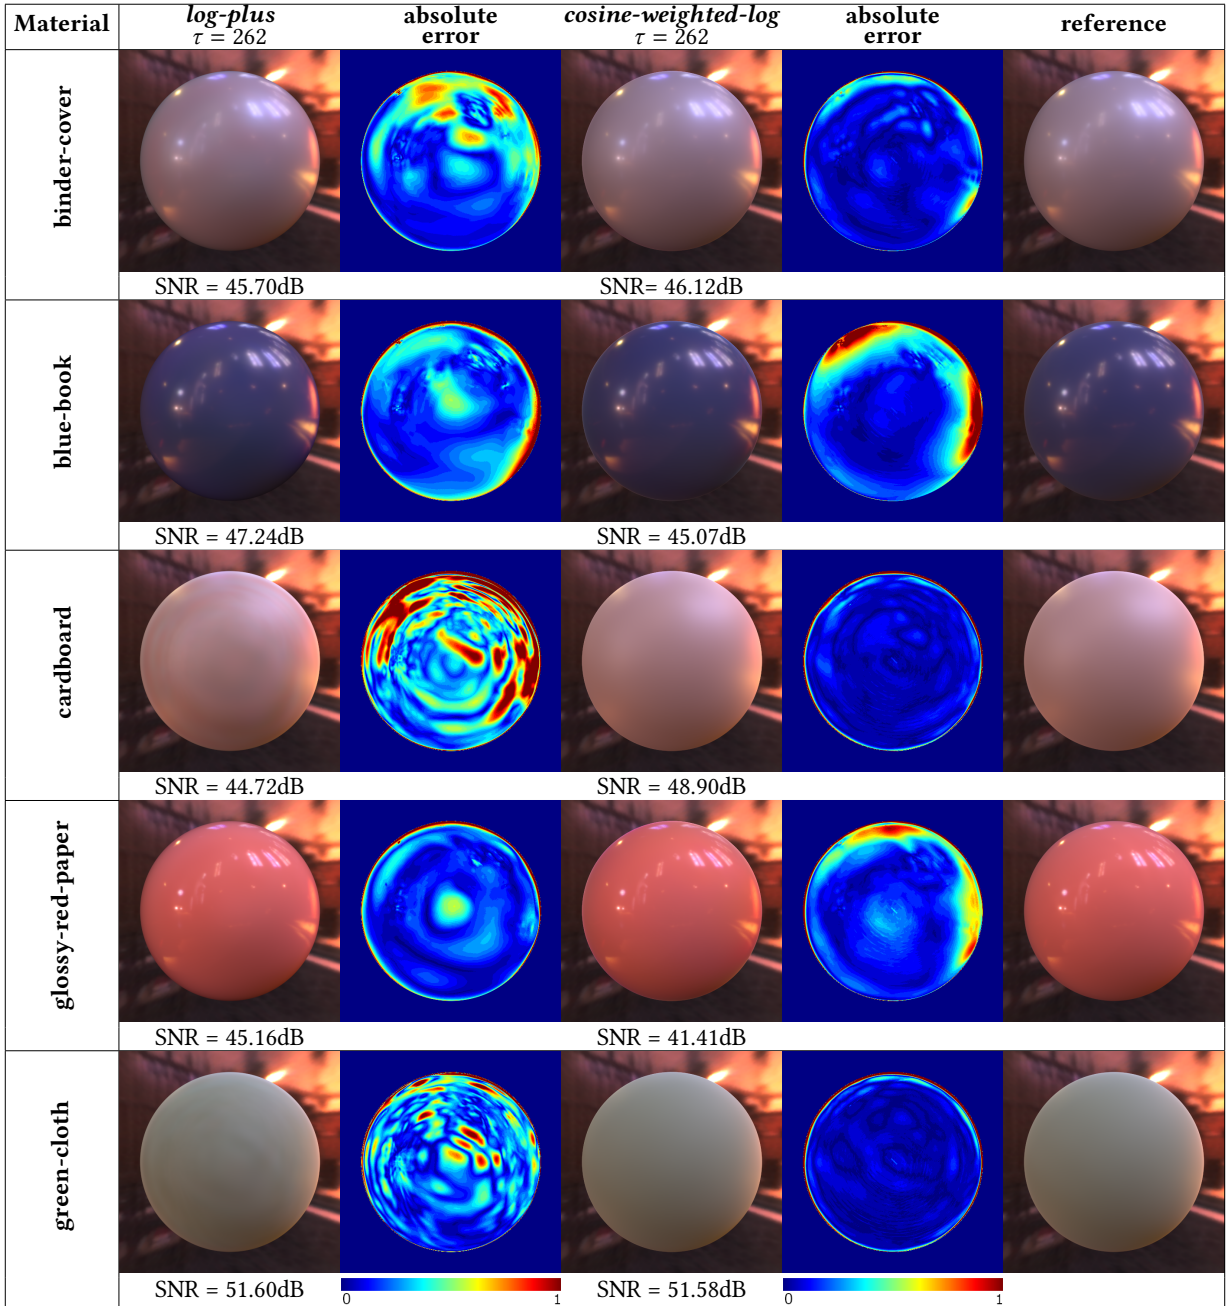 Material
log-plus
τ = 262
absolute
error
cosine-weighted-log
τ = 262
absolute
error
reference
binder-cover
SNR = 45.70dB
SNR= 46.12dB
blue-book
SNR = 47.24dB
SNR = 45.07dB
cardboard
SNR = 44.72dB
SNR = 48.90dB
glossy-red-paper
SNR = 45.16dB
SNR = 41.41dB
green-cloth
SNR = 51.60dB
0 1
SNR = 51.58dB
0 1